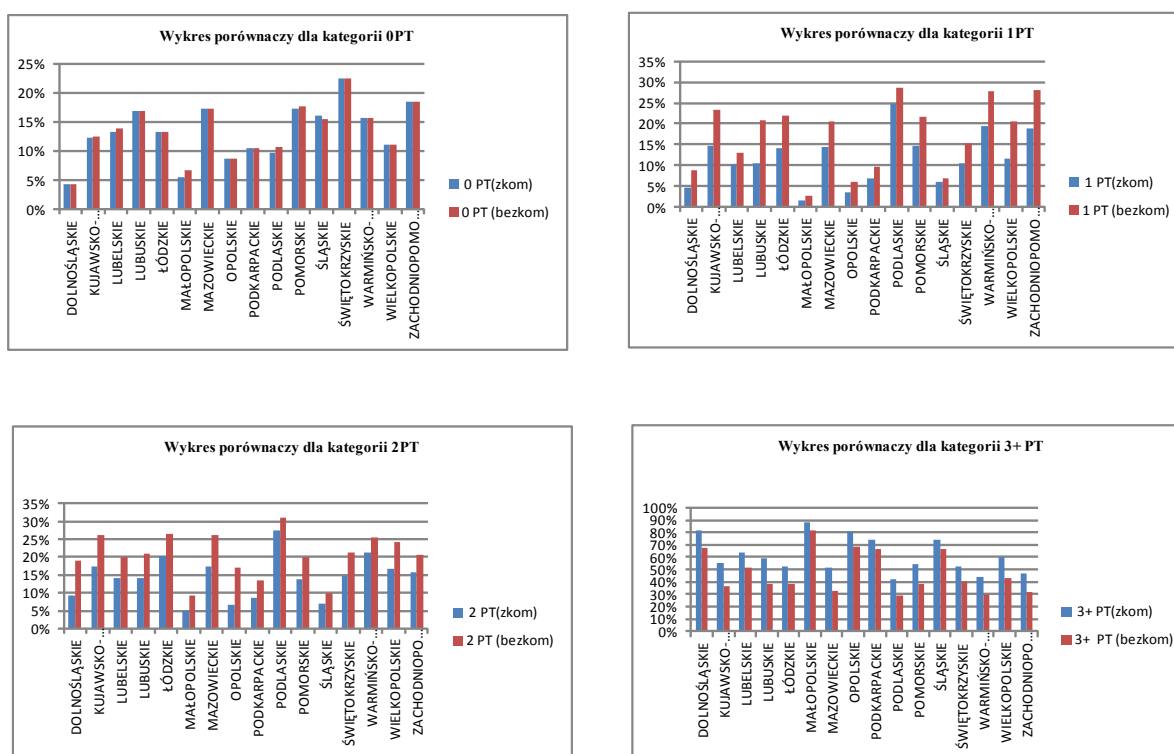 Wykres porównaczy dla kategorii 0PT
25%
20%
15%
10%
5%
0%
DOLNOŚLĄSKIE
KUJAWSKO-…
LUBELSKIE
LUBUSKIE
ŁÓDZKIE
MAŁOPOLSKIE
MAZOWIECKIE
OPOLSKIE
PODKARPACKIE
PODLASKIE
POMORSKIE
ŚLĄSKIE
ŚWIĘTOKRZYSKIE
WARMIŃSKO-…
WIELKOPOLSKIE
ZACHODNIOPOMO…
0 PT(zkom)
0 PT (bezkom)
Wykres porównaczy dla kategorii 1PT
35%
30%
25%
20%
15%
10%
5%
0%
DOLNOŚLĄSKIE
KUJAWSKO-…
LUBELSKIE
LUBUSKIE
ŁÓDZKIE
MAŁOPOLSKIE
MAZOWIECKIE
OPOLSKIE
PODKARPACKIE
PODLASKIE
POMORSKIE
ŚLĄSKIE
ŚWIĘTOKRZYSKIE
WARMIŃSKO-…
WIELKOPOLSKIE
ZACHODNIOPOMO…
1 PT(zkom)
1 PT (bezkom)
Wykres porównaczy dla kategorii 2PT
35%
30%
25%
20%
15%
10%
5%
0%
DOLNOŚLĄSKIE
KUJAWSKO-…
LUBELSKIE
LUBUSKIE
ŁÓDZKIE
MAŁOPOLSKIE
MAZOWIECKIE
OPOLSKIE
PODKARPACKIE
PODLASKIE
POMORSKIE
ŚLĄSKIE
ŚWIĘTOKRZYSKIE
WARMIŃSKO-…
WIELKOPOLSKIE
ZACHODNIOPO…
2 PT(zkom)
2 PT (bezkom)
Wykres porównaczy dla kategorii 3+ PT
100%
90%
80%
70%
60%
50%
40%
30%
20%
10%
0%
DOLNOŚLĄSKIE
KUJAWSKO-…
LUBELSKIE
LUBUSKIE
ŁÓDZKIE
MAŁOPOLSKIE
MAZOWIECKIE
OPOLSKIE
PODKARPACKIE
PODLASKIE
POMORSKIE
ŚLĄSKIE
ŚWIĘTOKRZYSKIE
WARMIŃSKO-…
WIELKOPOLSKIE
ZACHODNIOPO…
3+ PT(zkom)
3+ PT (bezkom)